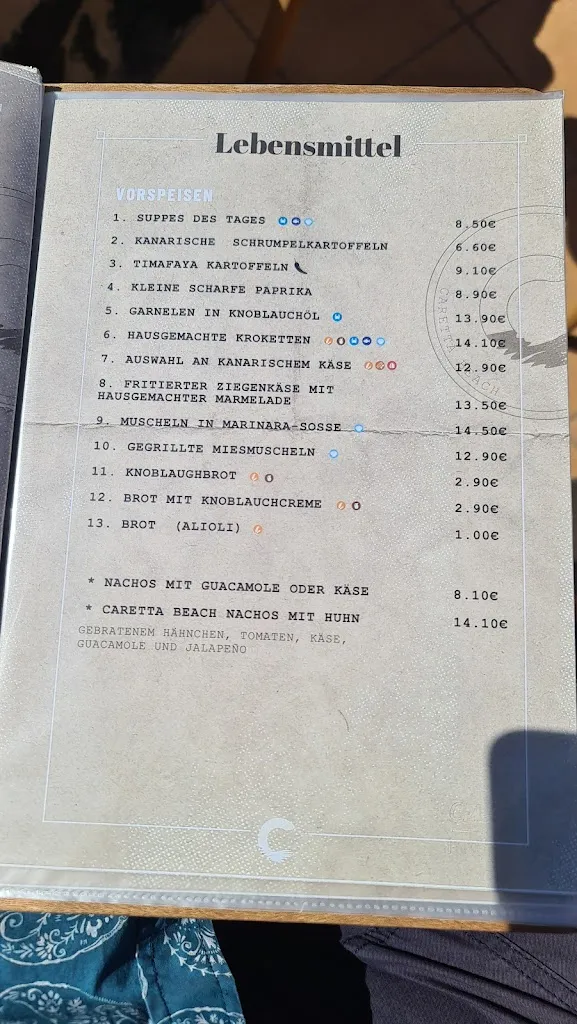 Lebensmittel
VORSPEISEN
1. SUPPES DES TAGES 8.50€
2. KANARISCHE SCHRUMPELKARTOFFELN 6.60€
3. TIMAFAYA KARTOFFELN 9.10€
4. KLEINE SCHARFE PAPRIKA 8.90€
5. GARNELEN IN KNOBLAUCHÖL 13.90€
6. HAUSGEMACHTE KROKETTEN 14.10€
7. AUSWAHL AN KANARISCHEM KÄSE 12.90€
8. FRITIERTER ZIEGENKÄSE MIT
HAUSGEMACHTER MARMELADE 13.50€
9. MUSCHELN IN MARINARA-SOSSE 14.50€
10. GEGRILLTE MIESMUSCHELN 12.90€
11. KNOBLAUGHBROT 2.90€
12. BROT MIT KNOBLAUCHCREME 2.90€
13. BROT (ALIOLI) 1.00€
* NACHOS MIT GUACAMOLE ODER KÄSE 8.10€
* CARETTA BEACH NACHOS MIT HUHN 14.10€
GEBRATENEM HÄHNCHEN, TOMATEN, KÄSE,
GUACAMOLE UND JALAPEÑO